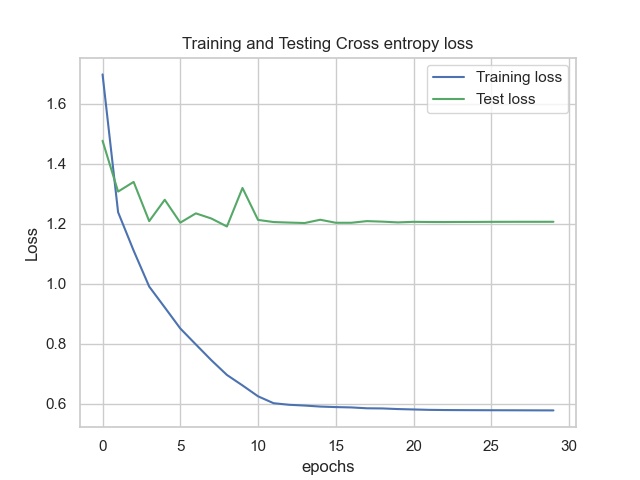 Training and Testing Cross entropy loss
Training loss
Test loss
1.6
1.4
1.2
1.0
0.8
0.6
Loss
0 5 10 15 20 25 30
epochs